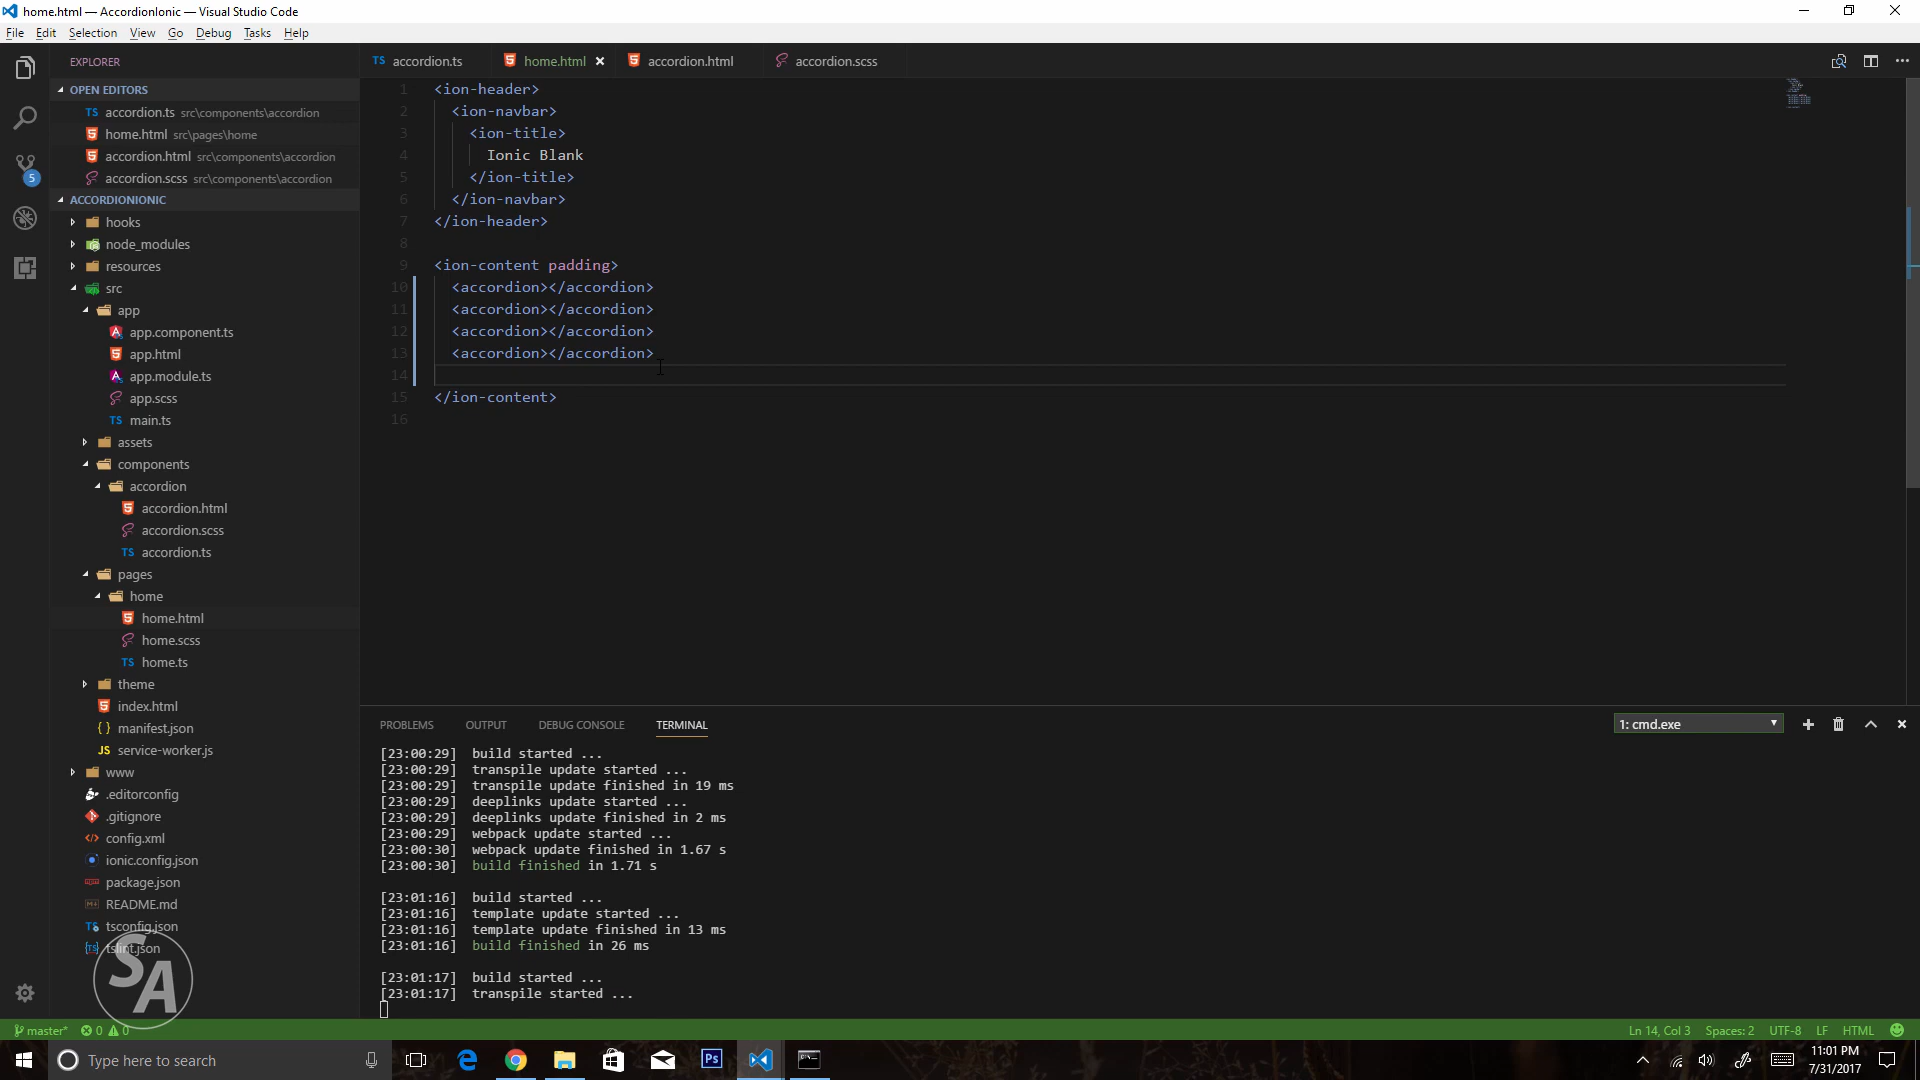 home.html — AccordionIonic — Visual Studio Code
File Edit Selection View Go Debug Tasks Help
EXPLORER
OPEN EDITORS
TS accordion.ts src\components\accordion
home.html src\pages\home
accordion.html src\components\accordion
accordion.scss src\components\accordion
5
ACCORDIONIONIC
hooks
node_modules
resources
src
app
app.component.ts
app.html
app.module.ts
app.scss
TS main.ts
assets
components
accordion
accordion.html
accordion.scss
TS accordion.ts
pages
home
home.html
home.scss
TS home.ts
theme
index.html
{ } manifest.json
JS service-worker.js
www
.editorconfig
.gitignore
config.xml
ionic.config.json
package.json
README.md
tsconfig.json
tslint.json
SA
TS accordion.ts home.html accordion.html accordion.scss
1 <ion-header>
2 <ion-navbar>
3 <ion-title>
4 Ionic Blank
5 </ion-title>
6 </ion-navbar>
7 </ion-header>
8
9 <ion-content padding>
10 <accordion></accordion>
11 <accordion></accordion>
12 <accordion></accordion>
13 <accordion></accordion>
14
15 </ion-content>
16
PROBLEMS OUTPUT DEBUG CONSOLE TERMINAL 1: cmd.exe
[23:00:29] build started ...
[23:00:29] transpile update started ...
[23:00:29] transpile update finished in 19 ms
[23:00:29] deeplinks update started ...
[23:00:29] deeplinks update finished in 2 ms
[23:00:29] webpack update started ...
[23:00:30] webpack update finished in 1.67 s
[23:00:30] build finished in 1.71 s
[23:01:16] build started ...
[23:01:16] template update started ...
[23:01:16] template update finished in 13 ms
[23:01:16] build finished in 26 ms
[23:01:17] build started ...
[23:01:17] transpile started ...
master* 0 0 Ln 14, Col 3 Spaces: 2 UTF-8 LF HTML
Type here to search
Ps
11:01 PM
7/31/2017